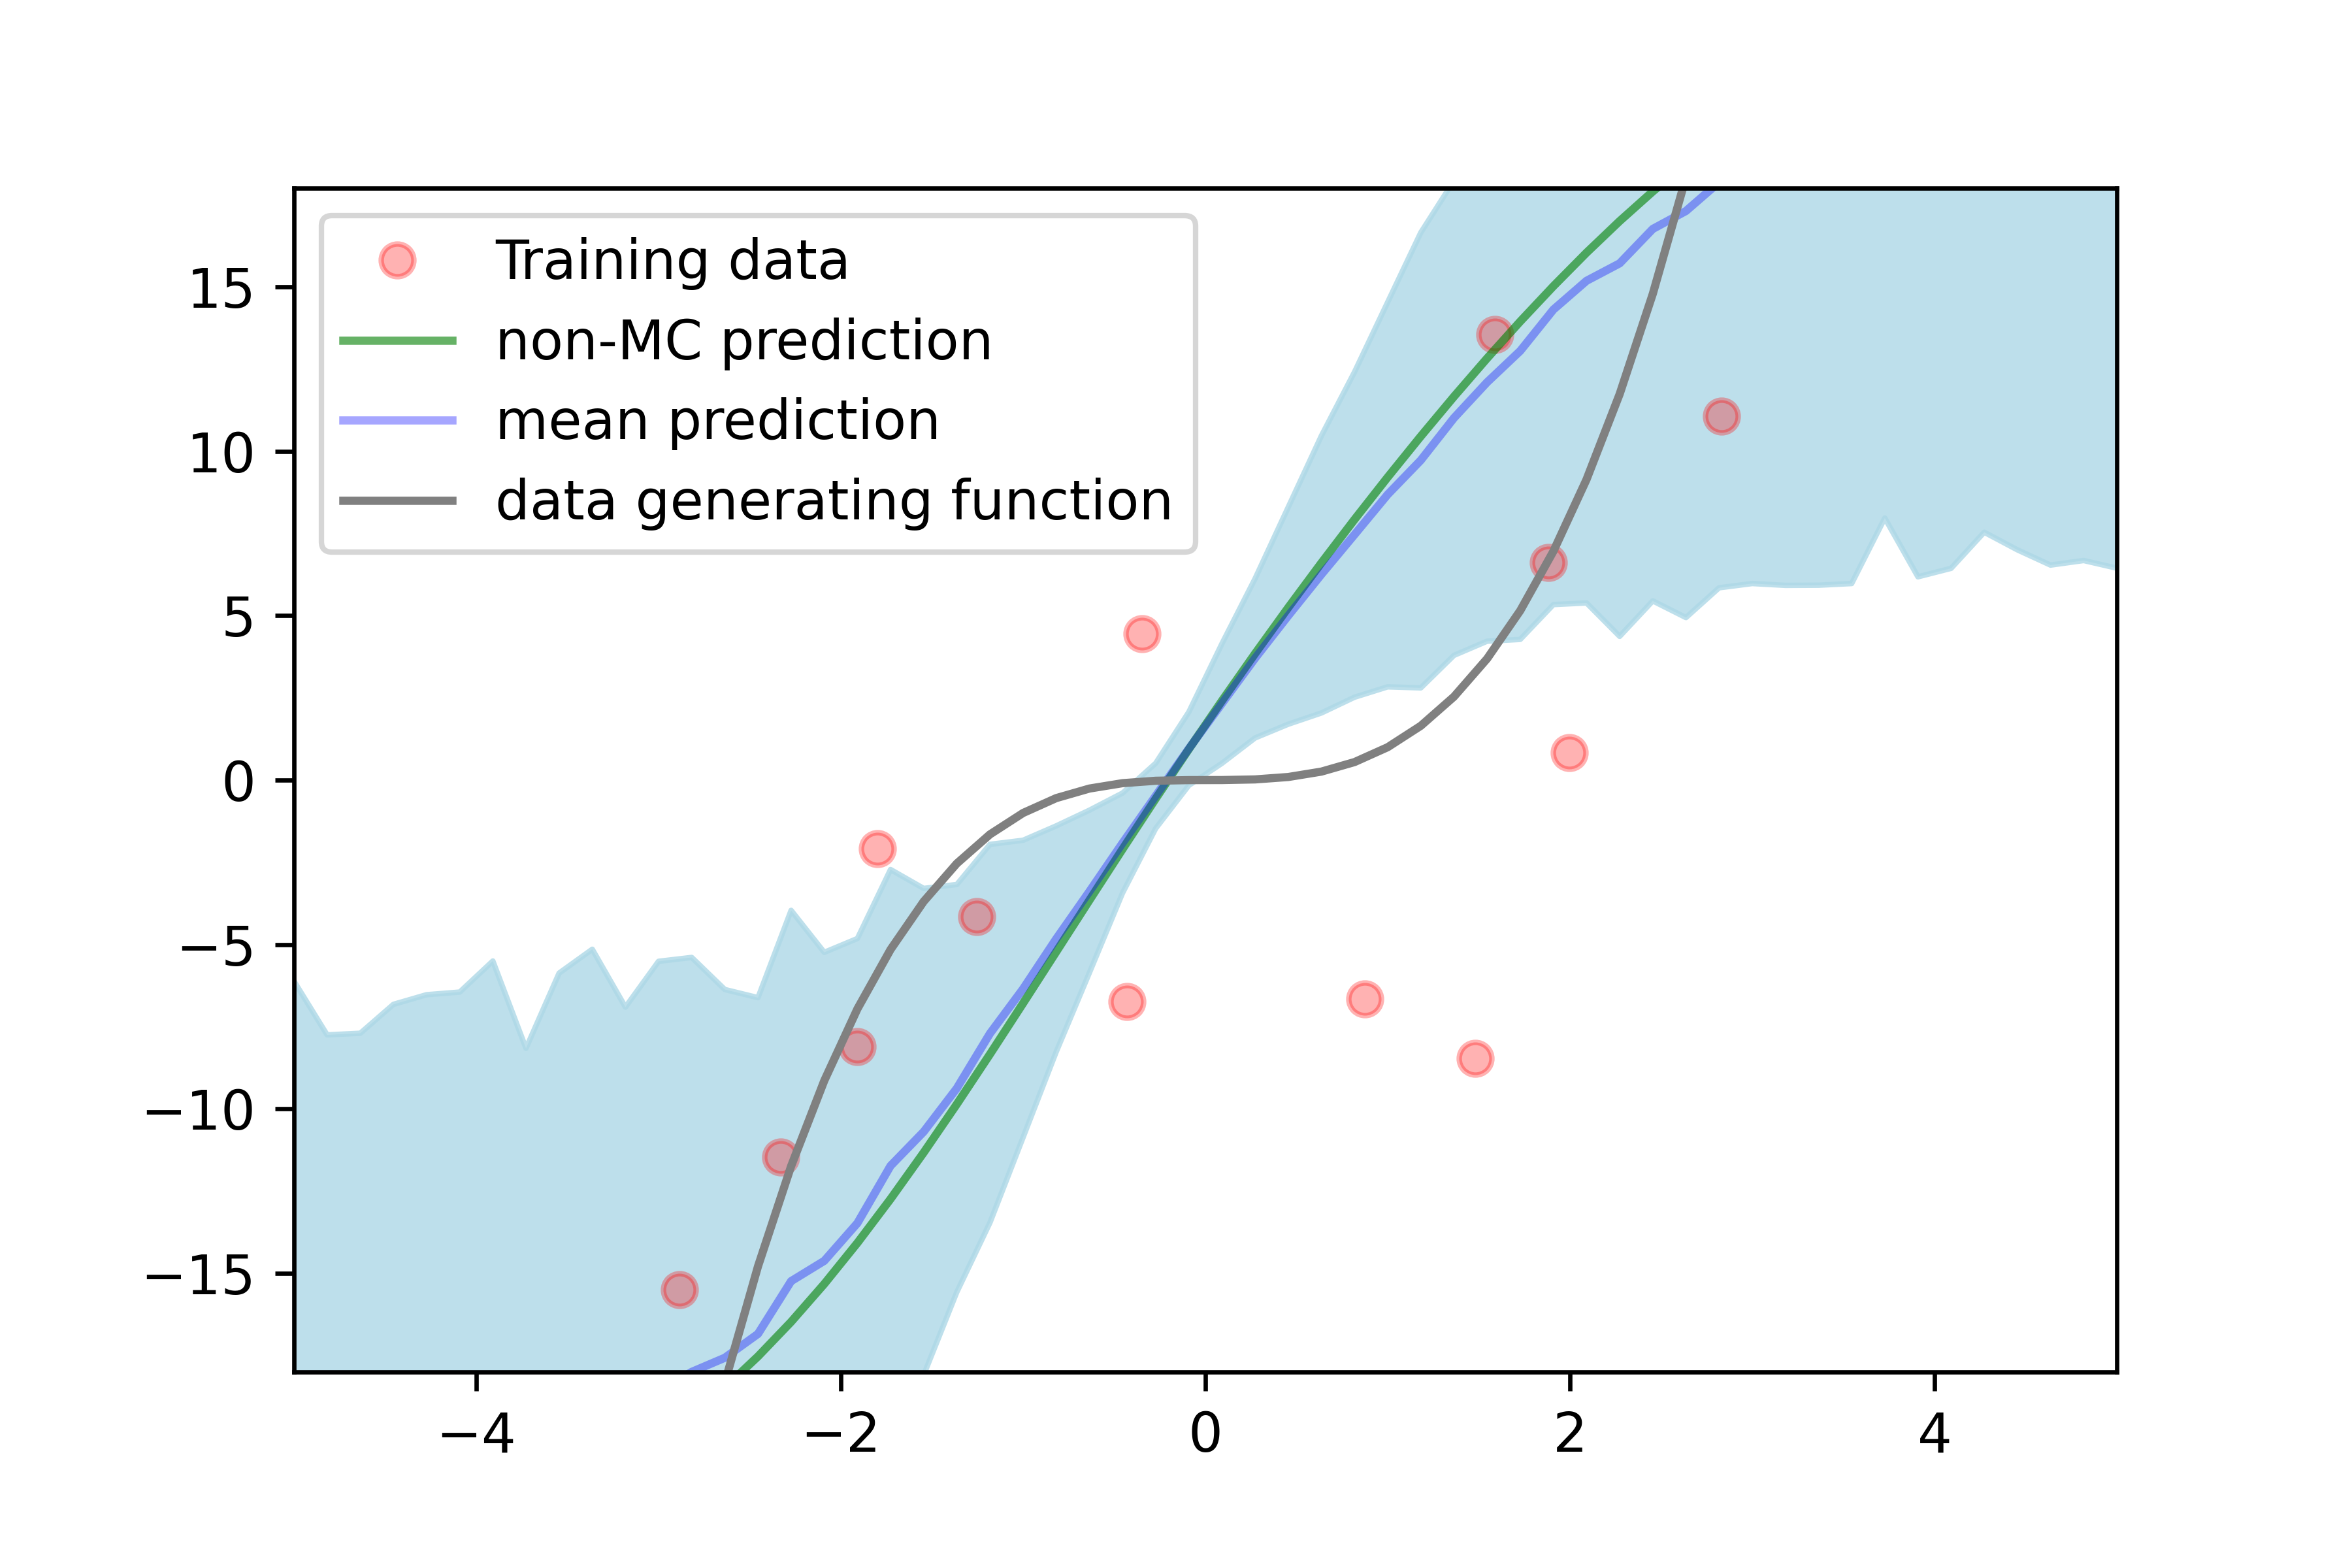 Training data
non-MC prediction
mean prediction
data generating function
15
10
5
0
−5
−10
−15
−4 −2 0 2 4